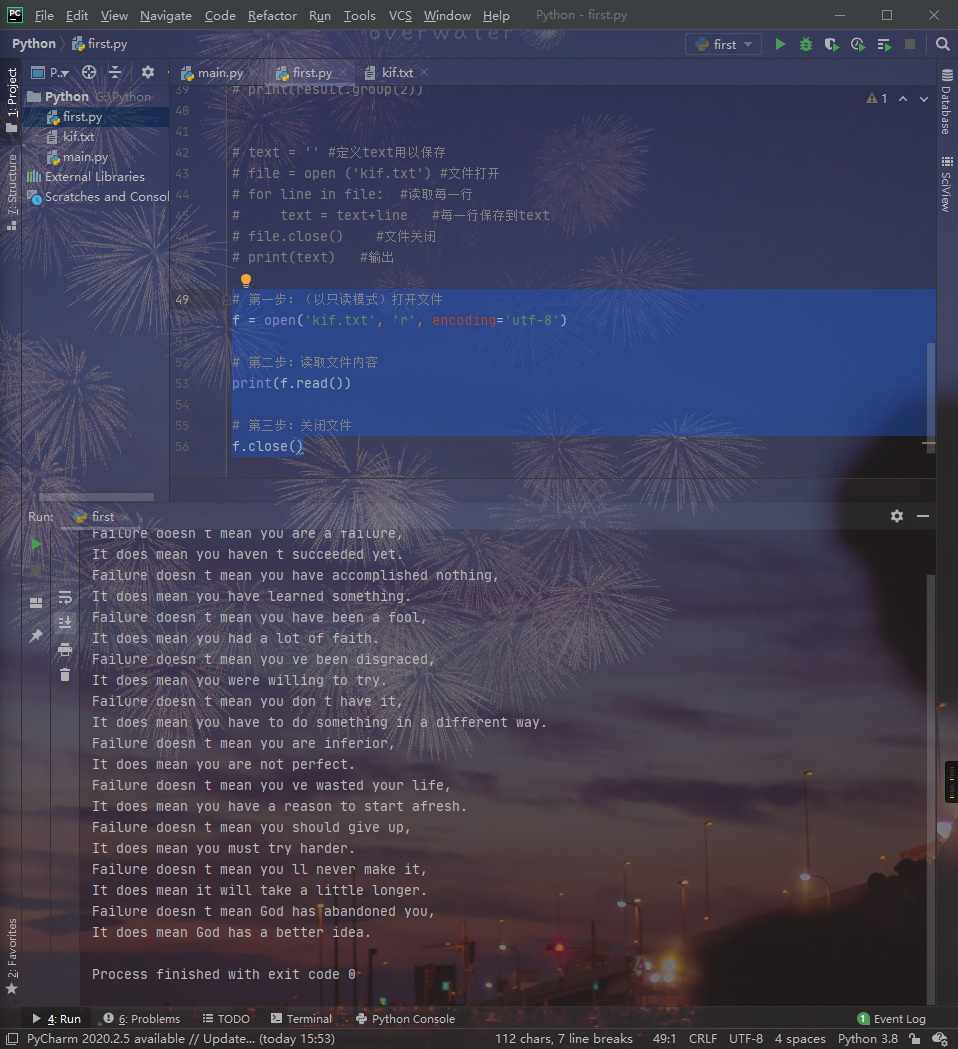 File Edit View Navigate Code Refactor Run Tools VCS Window Help Python - first.py
overwater
Python first.py first
1: Project
7: Structure
2: Favorites
Database
SciView
P..
main.py first.py kif.txt
Python G:\Python
first.py
kif.txt
main.py
External Libraries
Scratches and Consol
1
39 # print(result.group(2))
40
41
42 # text = '' #定义text用以保存
43 # file = open ('kif.txt') #文件打开
44 # for line in file: #读取每一行
45 # text = text+line #每一行保存到text
46 # file.close() #文件关闭
47 # print(text) #输出
49 # 第一步:（以只读模式）打开文件
50 f = open('kif.txt', 'r', encoding='utf-8')
51
52 # 第二步: 读取文件内容
53 print(f.read())
54
55 # 第三步: 关闭文件
56 f.close()
Run: first
Failure doesn t mean you are a failure,
It does mean you haven t succeeded yet.
Failure doesn t mean you have accomplished nothing,
It does mean you have learned something.
Failure doesn t mean you have been a fool,
It does mean you had a lot of faith.
Failure doesn t mean you ve been disgraced,
It does mean you were willing to try.
Failure doesn t mean you don t have it,
It does mean you have to do something in a different way.
Failure doesn t mean you are inferior,
It does mean you are not perfect.
Failure doesn t mean you ve wasted your life,
It does mean you have a reason to start afresh.
Failure doesn t mean you should give up,
It does mean you must try harder.
Failure doesn t mean you ll never make it,
It does mean it will take a little longer.
Failure doesn t mean God has abandoned you,
It does mean God has a better idea.
Process finished with exit code 0
4: Run 6: Problems TODO Terminal Python Console 1 Event Log
PyCharm 2020.2.5 available // Update... (today 15:53) 112 chars, 7 line breaks 49:1 CRLF UTF-8 4 spaces Python 3.8